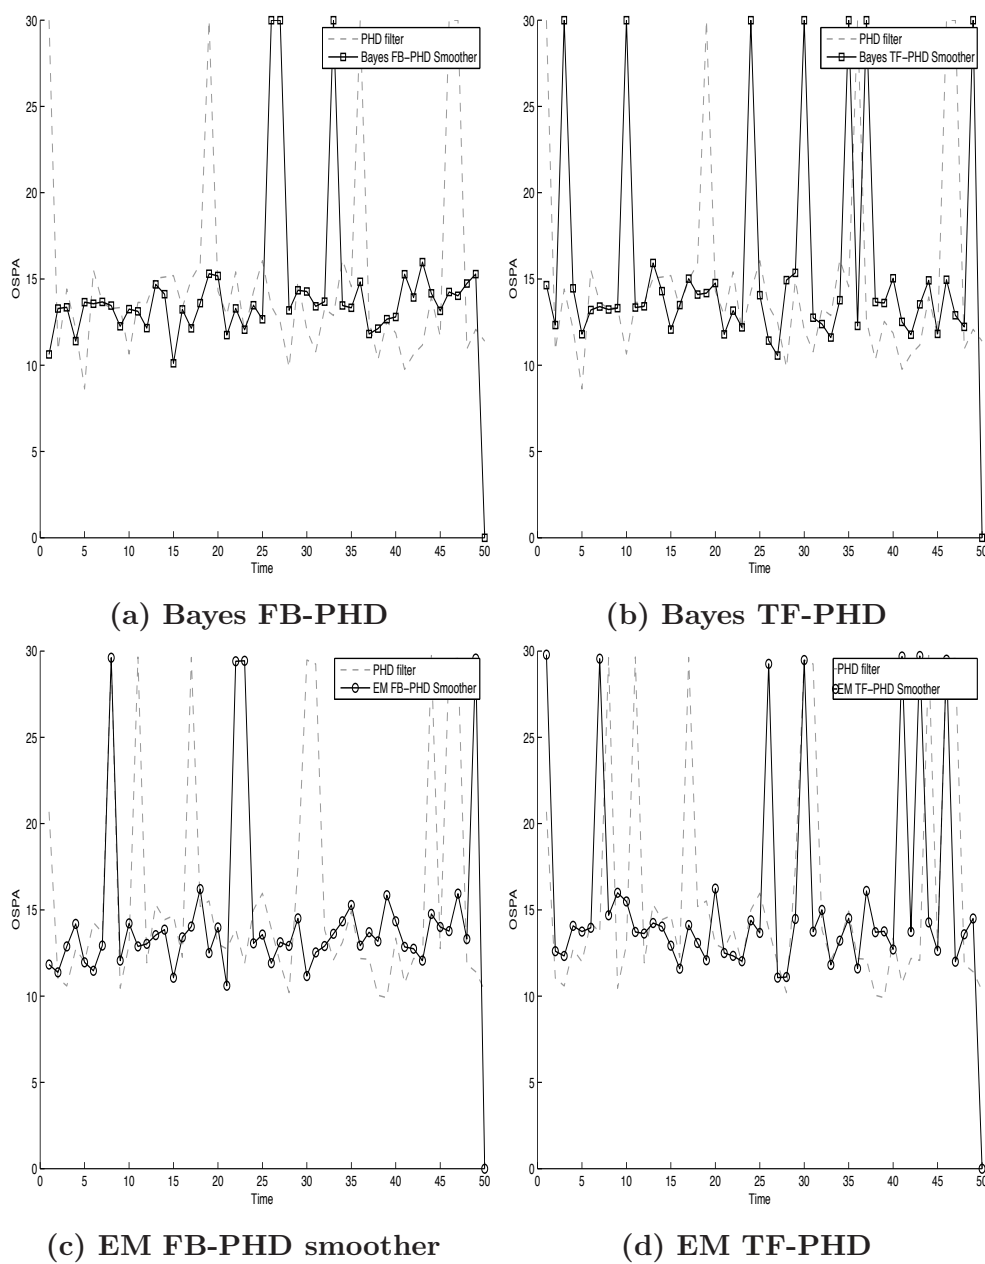 30
25
20
15
10
5
0
OSPA
PHD filter
Bayes FB-PHD Smoother
0 5 10 15 20 25 30 35 40 45 50
Time
(a) Bayes FB-PHD
30
25
20
15
10
5
0
OSPA
PHD filter
Bayes TF-PHD Smoother
0 5 10 15 20 25 30 35 40 45 50
Time
(b) Bayes TF-PHD
30
25
20
15
10
5
0
OSPA
PHD filter
EM FB-PHD Smoother
0 5 10 15 20 25 30 35 40 45 50
Time
(c) EM FB-PHD smoother
30
25
20
15
10
5
0
OSPA
PHD filter
EM TF-PHD Smoother
0 5 10 15 20 25 30 35 40 45 50
Time
(d) EM TF-PHD